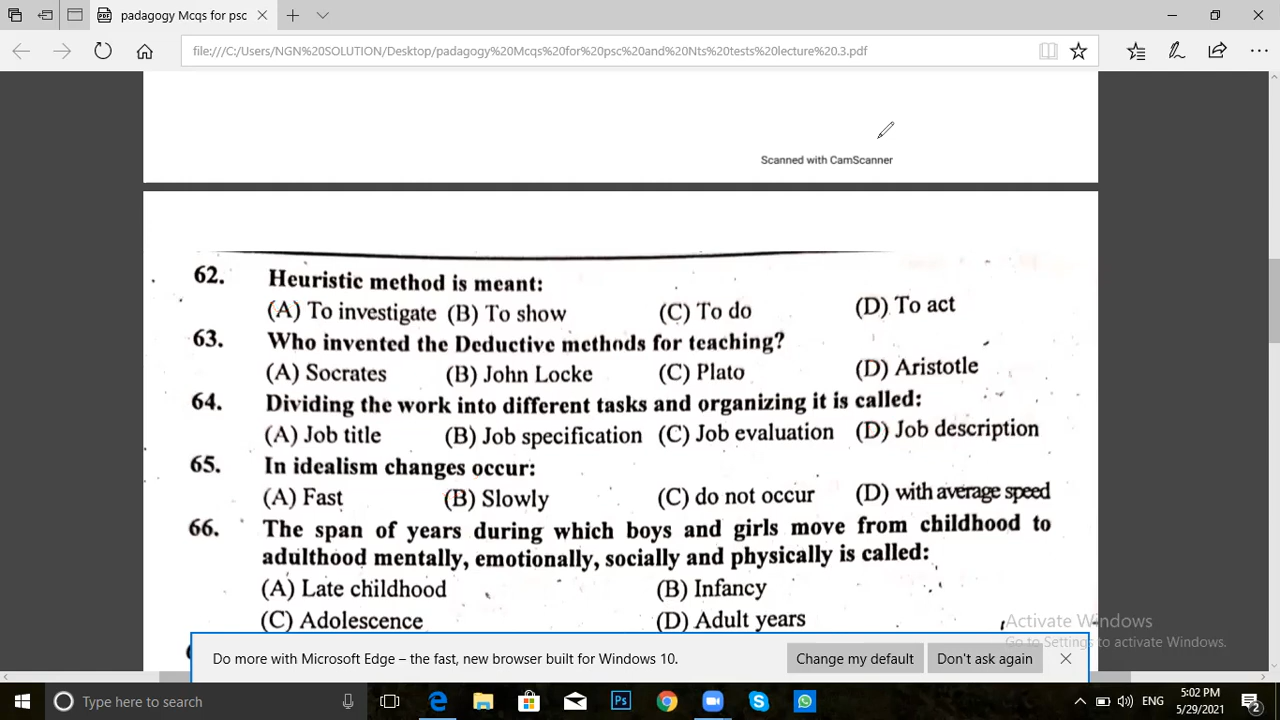 padagogy Mcqs for psc
file:///C:/Users/NGN%20SOLUTION/Desktop/padagogy%20Mcqs%20for%20psc%20and%20Nts%20tests%20lecture%20.3.pdf
Scanned with CamScanner
62. Heuristic method is meant:
(A) To investigate (B) To show (C) To do (D) To act
63. Who invented the Deductive methods for teaching?
(A) Socrates (B) John Locke (C) Plato (D) Aristotle
64. Dividing the work into different tasks and organizing it is called:
(A) Job title (B) Job specification (C) Job evaluation (D) Job description
65. In idealism changes occur:
(A) Fast (B) Slowly (C) do not occur (D) with average speed
66. The span of years during which boys and girls move from childhood to
adulthood mentally, emotionally, socially and physically is called:
(A) Late childhood (B) Infancy
(C) Adolescence (D) Adult years
Activate Windows
Go to Settings to activate Windows.
Do more with Microsoft Edge – the fast, new browser built for Windows 10. Change my default Don't ask again
Type here to search
ENG
5:02 PM
5/29/2021
2